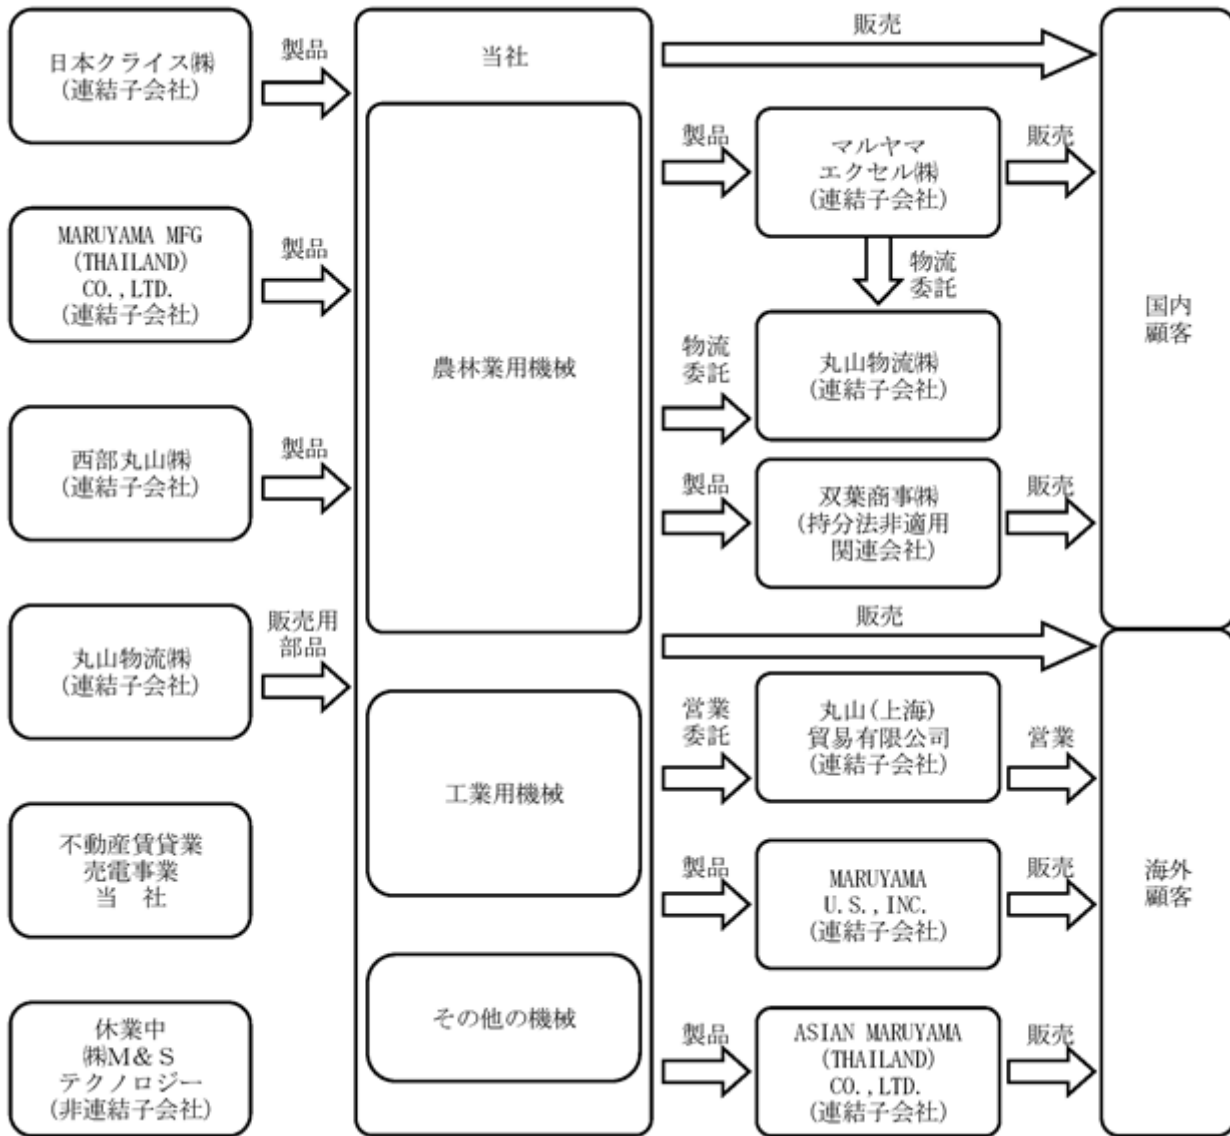 日本クライス㈱
(連結子会社)
製品
MARUYAMA MFG
(THAILAND)
CO.,LTD.
(連結子会社)
製品
西部丸山㈱
(連結子会社)
製品
丸山物流㈱
(連結子会社)
販売用
部品
不動産賃貸業
売電事業
当　社
休業中
㈱M&S
テクノロジー
(非連結子会社)
当社
農林業用機械
工業用機械
その他の機械
販売
製品
マルヤマ
エクセル㈱
(連結子会社)
販売
物流
委託
物流
委託
丸山物流㈱
(連結子会社)
製品
双葉商事㈱
(持分法非適用
関連会社)
販売
販売
営業
委託
丸山(上海)
貿易有限公司
(連結子会社)
営業
製品
MARUYAMA
U.S.,INC.
(連結子会社)
販売
製品
ASIAN MARUYAMA
(THAILAND)
CO.,LTD.
(連結子会社)
販売
国内
顧客
海外
顧客